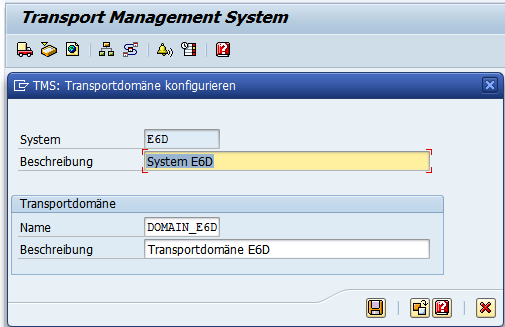 Transport Management System
TMS: Transportdomäne konfigurieren
System E6D
Beschreibung System E6D
Transportdomäne
Name DOMAIN_E6D
Beschreibung Transportdomäne E6D